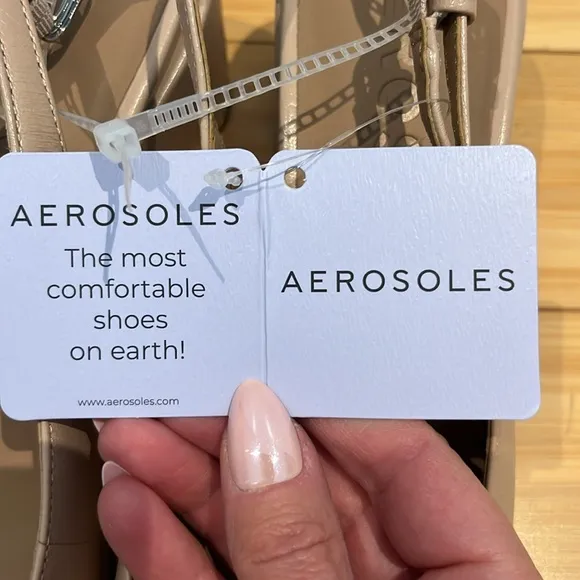 AEROSOLES
The most
comfortable
shoes
on earth!
www.aerosoles.com
AEROSOLES